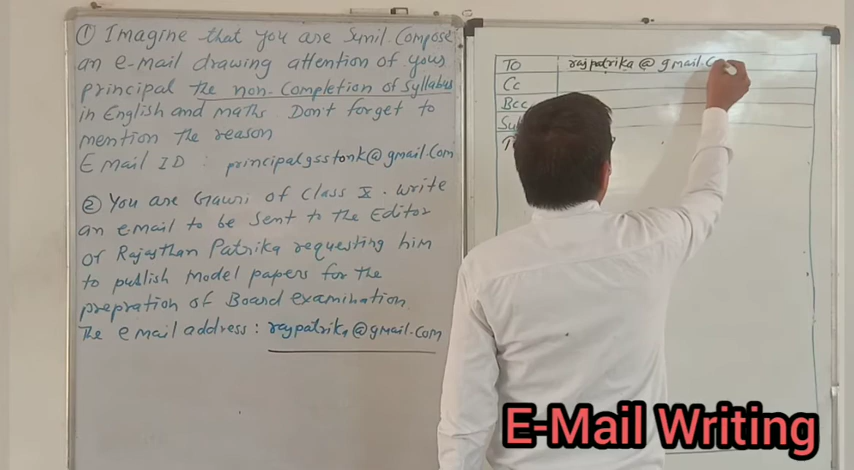 ① Imagine that you are Sunil. Compose
an e-mail drawing attention of your
principal the non-Completion of Syllabus
in English and maths Don't forget to
mention the reason
E Mail ID : principalgsstonk@gmail.com
② You are Gauri of class X. write
an email to be sent to the Editor
of Rajasthan Patrika requesting him
to publish Model papers for the
prepration of Board examination.
The email address : rajpatrika@gmail.com
To rajpatrika@gmail.c
Cc
Bcc
E-Mail Writing